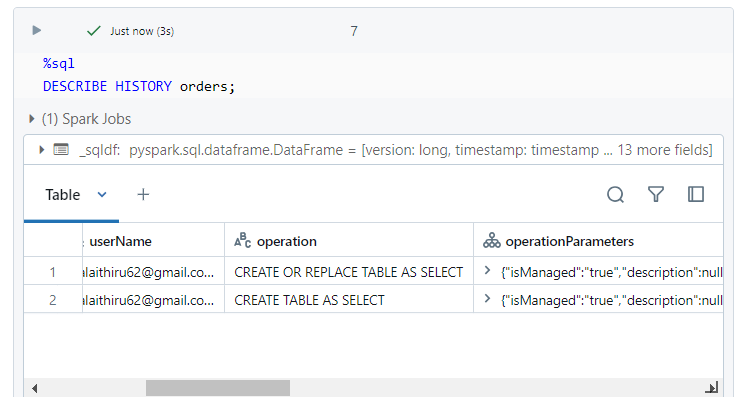 Just now (3s)
7
%sql
DESCRIBE HISTORY orders;
(1) Spark Jobs
_sqldf: pyspark.sql.dataframe.DataFrame = [version: long, timestamp: timestamp ... 13 more fields]
Table
userName ABC operation operationParameters
1 alaithiru62@gmail.co... CREATE OR REPLACE TABLE AS SELECT {"isManaged":"true","description":null
2 alaithiru62@gmail.co... CREATE TABLE AS SELECT {"isManaged":"true","description":null